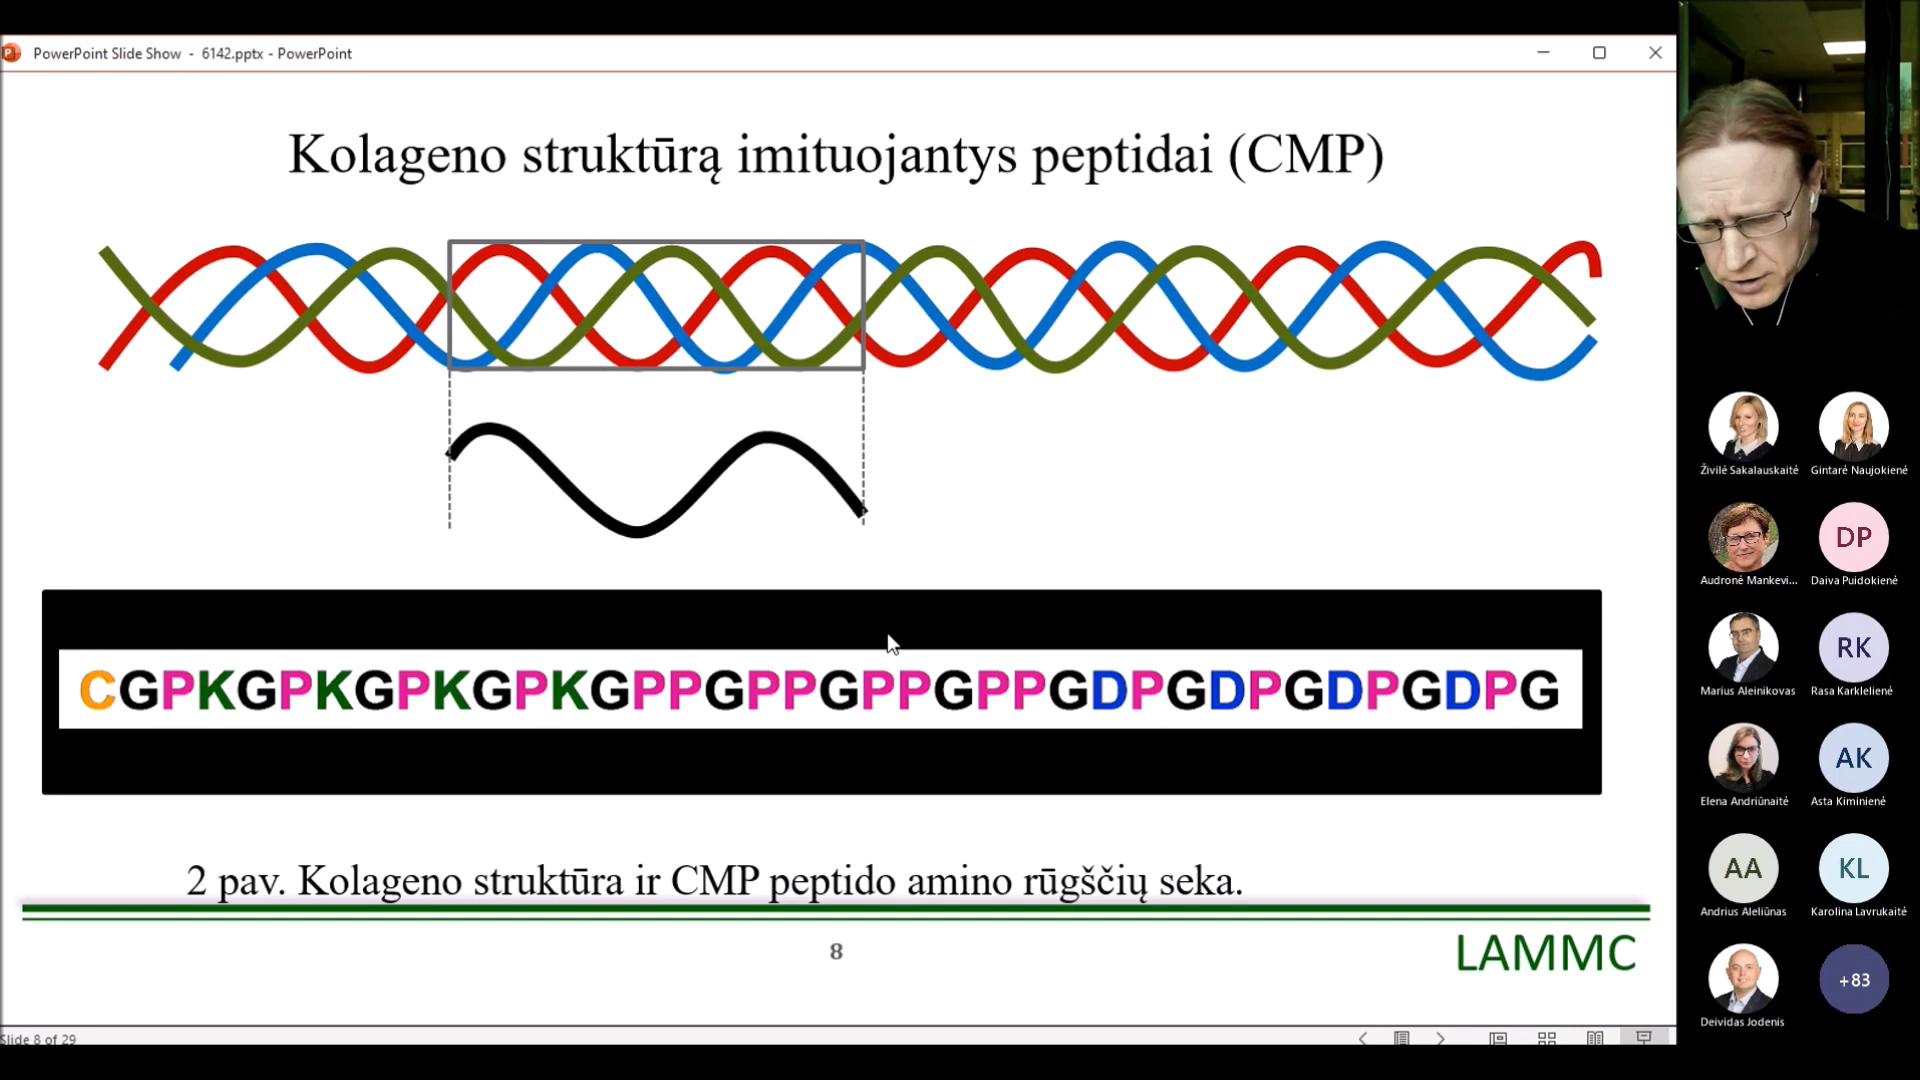 PowerPoint Slide Show - 6142.pptx - PowerPoint
Kolageno struktūrą imituojantys peptidai (CMP)
CGPKGPKGPKGPKGPPGPPGPPGPPGDPGDPGDPGDPG
2 pav. Kolageno struktūra ir CMP peptido amino rūgščių seka.
8
LAMMC
Slide 8 of 29
Živilė Sakalauskaitė
Gintarė Naujokienė
Audronė Mankevi...
DP
Daiva Puidokienė
Marius Aleinikovas
RK
Rasa Karklelienė
Elena Andriūnaitė
AK
Asta Kiminienė
AA
Andrius Aleliūnas
KL
Karolina Lavrukaitė
Deividas Jodenis
+83